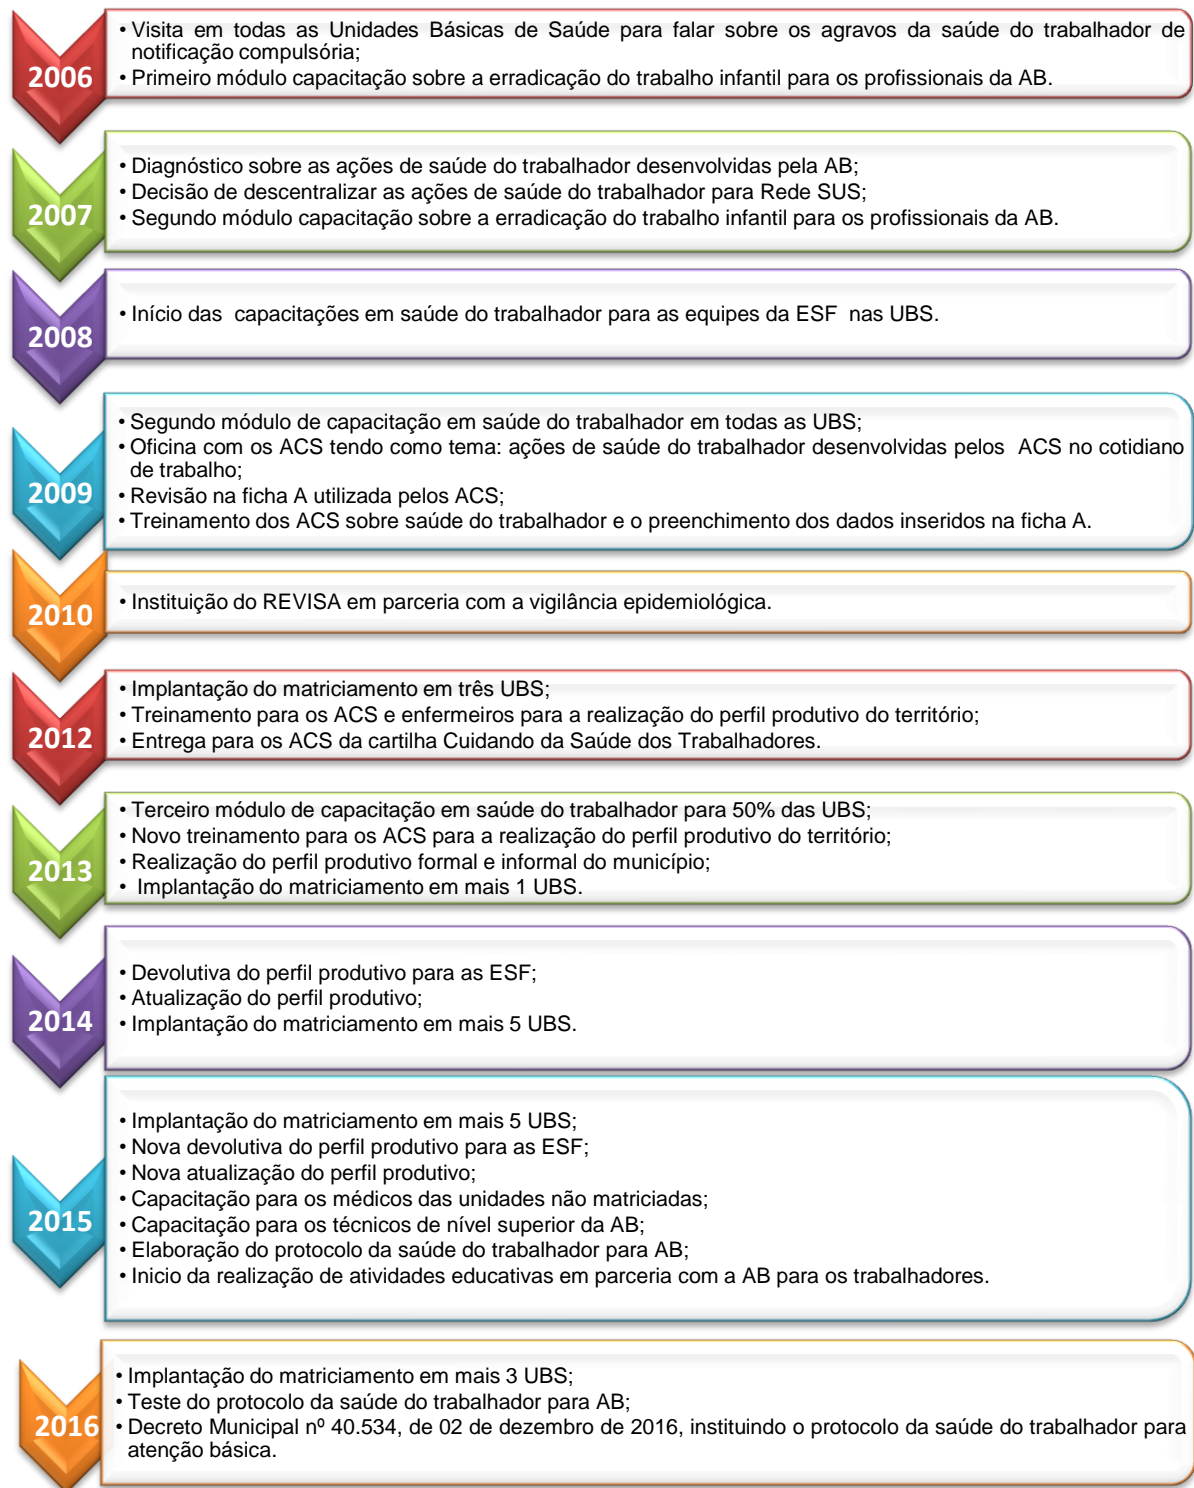 2006
• Visita em todas as Unidades Básicas de Saúde para falar sobre os agravos da saúde do trabalhador de
notificação compulsória;
• Primeiro módulo capacitação sobre a erradicação do trabalho infantil para os profissionais da AB.
2007
• Diagnóstico sobre as ações de saúde do trabalhador desenvolvidas pela AB;
• Decisão de descentralizar as ações de saúde do trabalhador para Rede SUS;
• Segundo módulo capacitação sobre a erradicação do trabalho infantil para os profissionais da AB.
2008
• Início das capacitações em saúde do trabalhador para as equipes da ESF nas UBS.
2009
• Segundo módulo de capacitação em saúde do trabalhador em todas as UBS;
• Oficina com os ACS tendo como tema: ações de saúde do trabalhador desenvolvidas pelos ACS no cotidiano
de trabalho;
• Revisão na ficha A utilizada pelos ACS;
• Treinamento dos ACS sobre saúde do trabalhador e o preenchimento dos dados inseridos na ficha A.
2010
• Instituição do REVISA em parceria com a vigilância epidemiológica.
2012
• Implantação do matriciamento em três UBS;
• Treinamento para os ACS e enfermeiros para a realização do perfil produtivo do território;
• Entrega para os ACS da cartilha Cuidando da Saúde dos Trabalhadores.
2013
• Terceiro módulo de capacitação em saúde do trabalhador para 50% das UBS;
• Novo treinamento para os ACS para a realização do perfil produtivo do território;
• Realização do perfil produtivo formal e informal do município;
• Implantação do matriciamento em mais 1 UBS.
2014
• Devolutiva do perfil produtivo para as ESF;
• Atualização do perfil produtivo;
• Implantação do matriciamento em mais 5 UBS.
2015
• Implantação do matriciamento em mais 5 UBS;
• Nova devolutiva do perfil produtivo para as ESF;
• Nova atualização do perfil produtivo;
• Capacitação para os médicos das unidades não matriciadas;
• Capacitação para os técnicos de nível superior da AB;
• Elaboração do protocolo da saúde do trabalhador para AB;
• Inicio da realização de atividades educativas em parceria com a AB para os trabalhadores.
2016
• Implantação do matriciamento em mais 3 UBS;
• Teste do protocolo da saúde do trabalhador para AB;
• Decreto Municipal nº 40.534, de 02 de dezembro de 2016, instituindo o protocolo da saúde do trabalhador para
atenção básica.